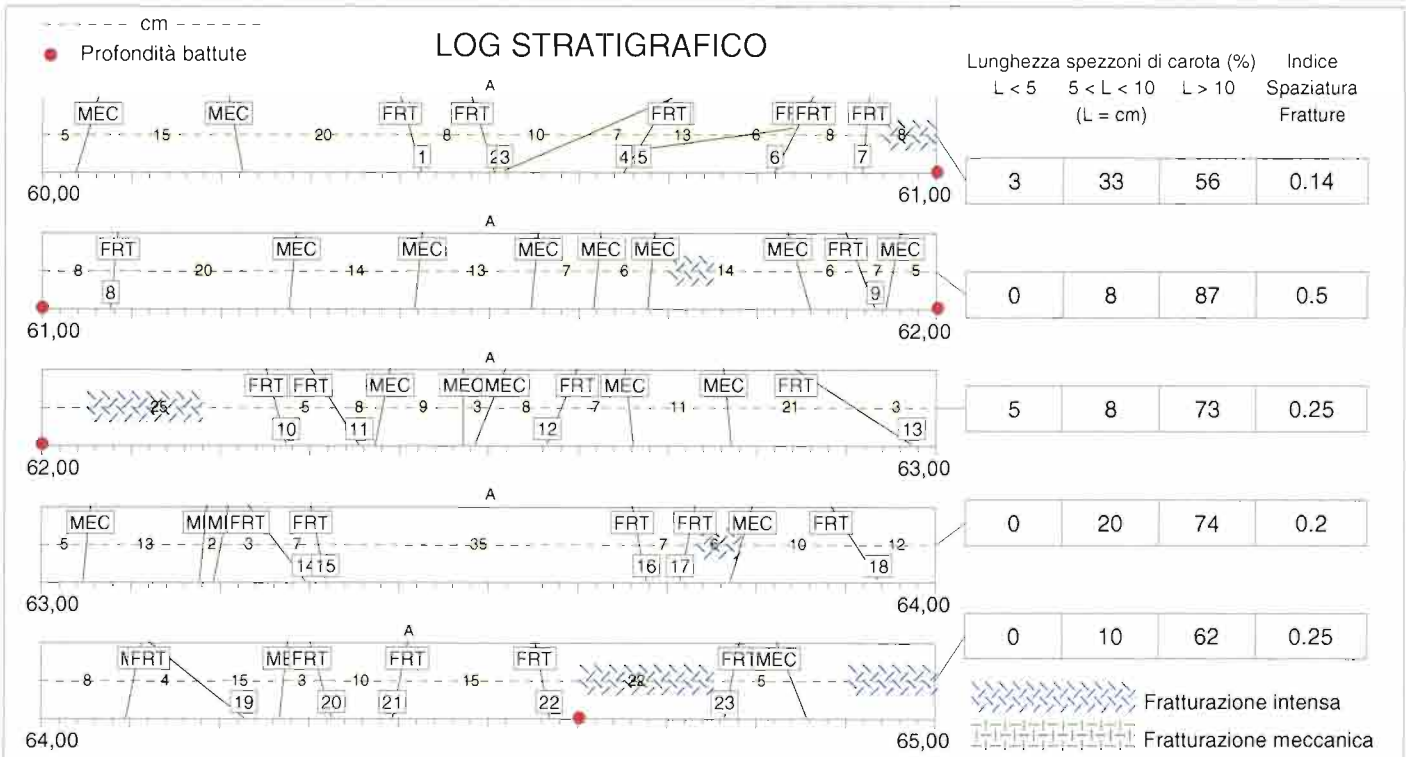 cm
LOG STRATIGRAFICO
Profondità battute
Lunghezza spezzoni di carota (%)
Indice
L < 5
5 < L < 10
L > 10
Spaziatura
(L = cm)
Fratture
A
MEC MEC FRT FRT FRT FRT FRT
5 15 20 8 10 7 13 6 8 8
1 2 3 4 5 6 7
60,00 61,00
3 33 56 0.14
A
FRT MEC MEC MEC MEC MEC MEC FRT MEC
8 20 14 13 7 6 14 6 7 5
8 9
61,00 62,00
0 8 87 0.5
A
FRT FRT MEC MEC MEC FRT MEC MEC FRT
25 5 8 9 3 8 7 11 21 3
10 11 12 13
62,00 63,00
5 8 73 0.25
A
MEC FRT FRT FRT FRT MEC FRT
5 13 2 3 7 35 7 6 10 12
14 15 16 17 18
63,00 64,00
0 20 74 0.2
A
FRT FRT FRT FRT FRT MEC
8 4 15 3 10 15 22 5
19 20 21 22 23
64,00 65,00
0 10 62 0.25
Fratturazione intensa
Fratturazione meccanica